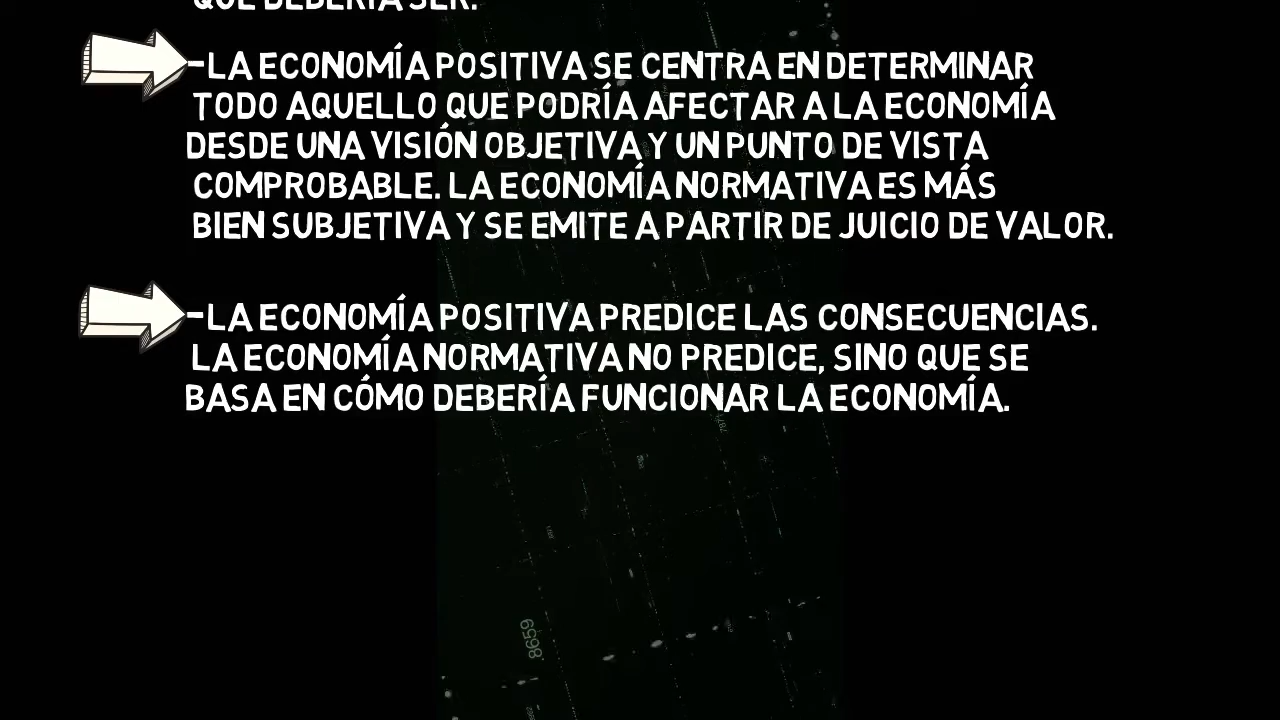 QUE DEBERÍA SER.
-LA ECONOMÍA POSITIVA SE CENTRA EN DETERMINAR
TODO AQUELLO QUE PODRÍA AFECTAR A LA ECONOMÍA
DESDE UNA VISIÓN OBJETIVA Y UN PUNTO DE VISTA
COMPROBABLE. LA ECONOMÍA NORMATIVA ES MÁS
BIEN SUBJETIVA Y SE EMITE A PARTIR DE JUICIO DE VALOR.
-LA ECONOMÍA POSITIVA PREDICE LAS CONSECUENCIAS.
LA ECONOMÍA NORMATIVA NO PREDICE, SINO QUE SE
BASA EN CÓMO DEBERÍA FUNCIONAR LA ECONOMÍA.
8659